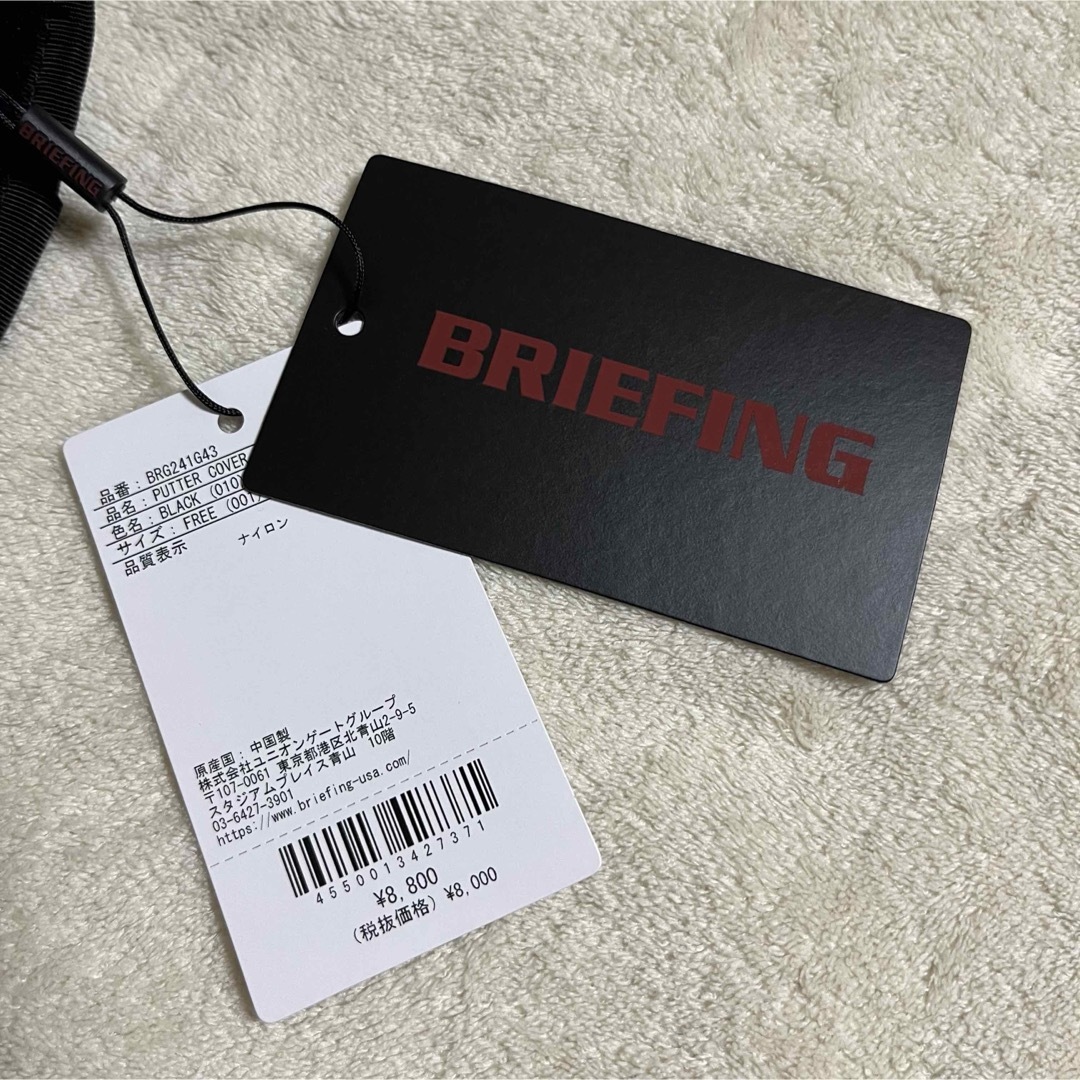 BRIEFING
BRIEFING
品番：BRG241G43
品名：PUTTER COVER
色名：BLACK (010)
サイズ：FREE (001)
品質表示 ナイロン
原産国：中国製
株式会社ユニオンゲートグループ
〒107-0061 東京都港区北青山2-9-5
スタジアムプレイス青山 10階
03-6427-3901
https://www.briefing-usa.com/
4550013427371
¥8,800
(税抜価格) ¥8,000